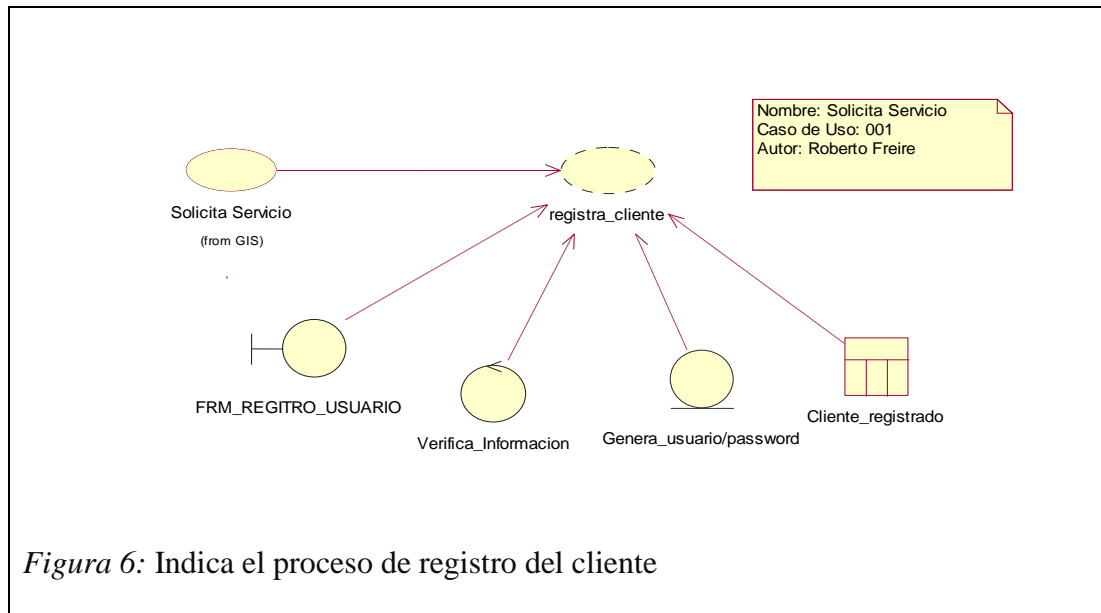 Nombre: Solicita Servicio
Caso de Uso: 001
Autor: Roberto Freire
Solicita Servicio
(from GIS)
registra_cliente
FRM_REGITRO_USUARIO
Verifica_Informacion
Genera_usuario/password
Cliente_registrado
Figura 6: Indica el proceso de registro del cliente